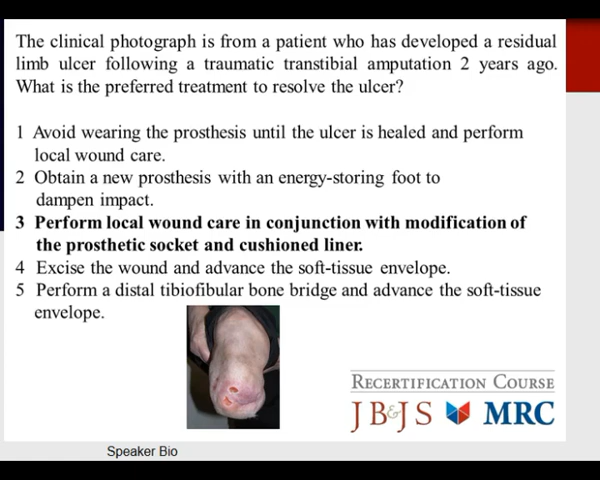 The clinical photograph is from a patient who has developed a residual
limb ulcer following a traumatic transtibial amputation 2 years ago.
What is the preferred treatment to resolve the ulcer?
1 Avoid wearing the prosthesis until the ulcer is healed and perform
local wound care.
2 Obtain a new prosthesis with an energy-storing foot to
dampen impact.
3 Perform local wound care in conjunction with modification of
the prosthetic socket and cushioned liner.
4 Excise the wound and advance the soft-tissue envelope.
5 Perform a distal tibiofibular bone bridge and advance the soft-tissue
envelope.
RECERTIFICATION COURSE
JB&JS MRC
Speaker Bio